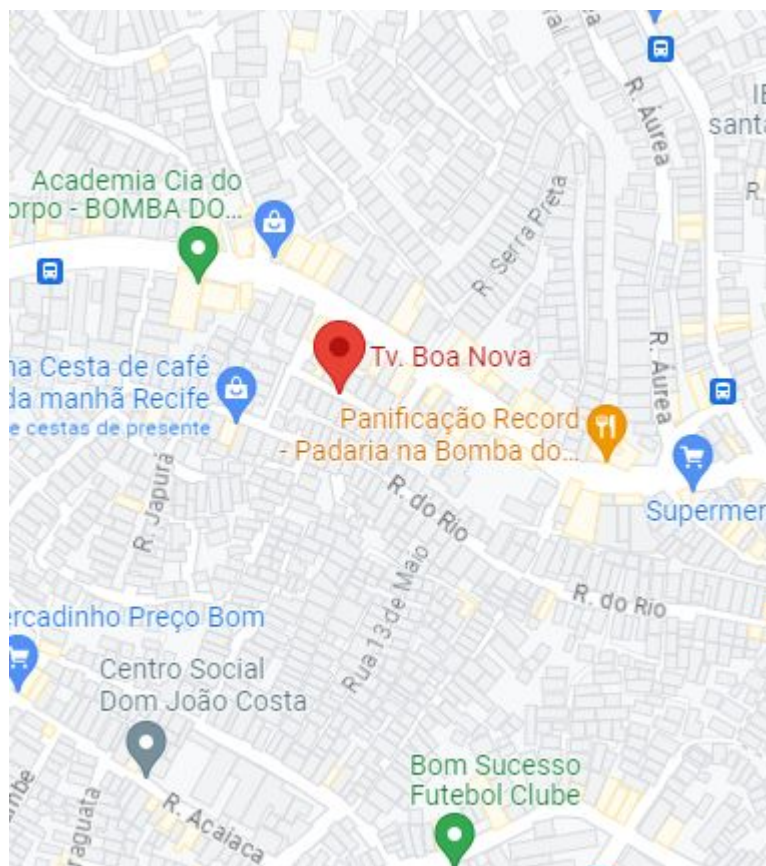 R. Áurea
santa
Academia Cia do
orpo - BOMBA DO...
R.
R. Serra Preta
na Cesta de café
da manhã Recife
e cestas de presente
Tv. Boa Nova
R. Áurea
Panificação Record
- Padaria na Bomba do...
R. Japurá
R. do Rio
Supermer
R. do Rio
Rua 13 de Maio
ercadinho Preço Bom
Centro Social
Dom João Costa
Bom Sucesso
Futebol Clube
R. Acaiaca
raguata